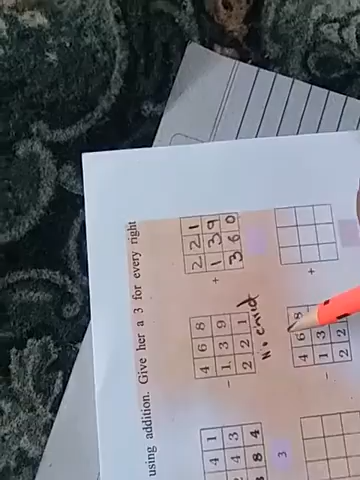 using addition. Give her a 3 for every right
4 1
4 3
8 4
4 6 8
- 1 3 9
2 2 1
2 2 1
+ 1 3 9
3 6 0
3
No child
4 6 8
- 1 3
2 2
+